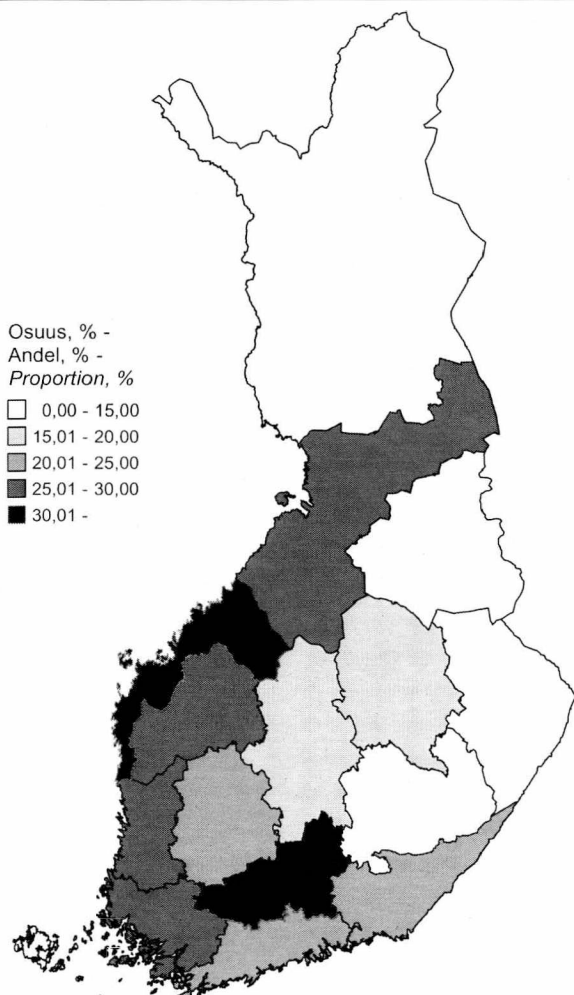 Osuus, % -
Andel, % -
Proportion, %
0,00 - 15,00
15,01 - 20,00
20,01 - 25,00
25,01 - 30,00
30,01 -